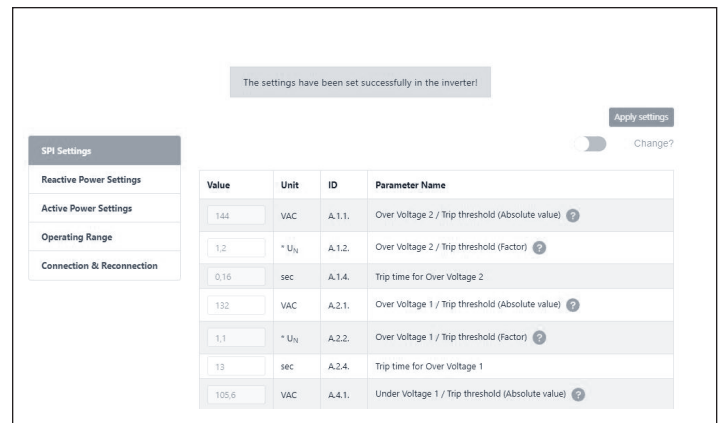 The settings have been set successfully in the inverter!
Apply settings
Change?
SPI Settings
Reactive Power Settings
Active Power Settings
Operating Range
Connection & Reconnection
Value Unit ID Parameter Name
144 VAC A.1.1. Over Voltage 2 / Trip threshold (Absolute value) ?
1,2 * UN A.1.2. Over Voltage 2 / Trip threshold (Factor) ?
0,16 sec A.1.4. Trip time for Over Voltage 2
132 VAC A.2.1. Over Voltage 1 / Trip threshold (Absolute value) ?
1,1 * UN A.2.2. Over Voltage 1 / Trip threshold (Factor) ?
13 sec A.2.4. Trip time for Over Voltage 1
105,6 VAC A.4.1. Under Voltage 1 / Trip threshold (Absolute value) ?